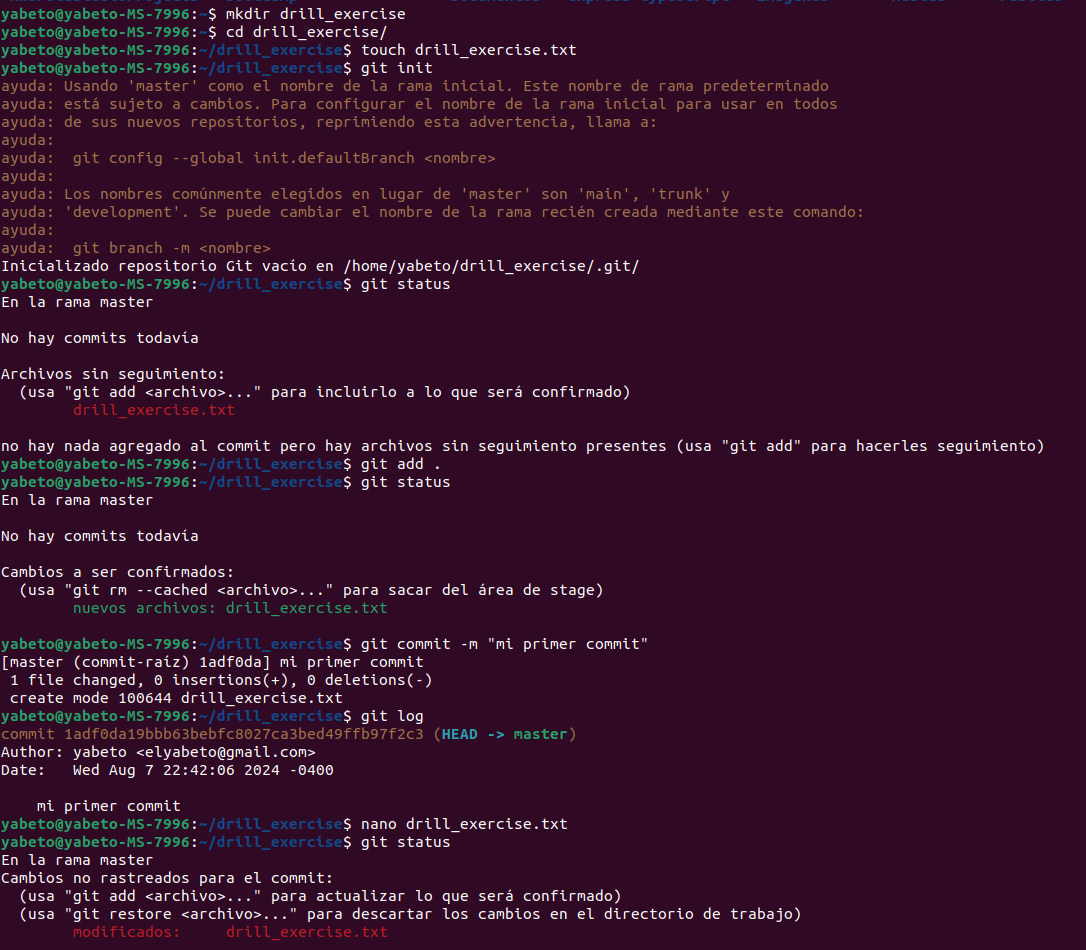 yabeto@yabeto-MS-7996:~$ mkdir drill_exercise
yabeto@yabeto-MS-7996:~$ cd drill_exercise/
yabeto@yabeto-MS-7996:~/drill_exercise$ touch drill_exercise.txt
yabeto@yabeto-MS-7996:~/drill_exercise$ git init
ayuda: Usando 'master' como el nombre de la rama inicial. Este nombre de rama predeterminado
ayuda: está sujeto a cambios. Para configurar el nombre de la rama inicial para usar en todos
ayuda: de sus nuevos repositorios, reprimiendo esta advertencia, llama a:
ayuda:
ayuda:  git config --global init.defaultBranch <nombre>
ayuda:
ayuda: Los nombres comúnmente elegidos en lugar de 'master' son 'main', 'trunk' y
ayuda: 'development'. Se puede cambiar el nombre de la rama recién creada mediante este comando:
ayuda:
ayuda:  git branch -m <nombre>
Inicializado repositorio Git vacío en /home/yabeto/drill_exercise/.git/
yabeto@yabeto-MS-7996:~/drill_exercise$ git status
En la rama master

No hay commits todavía

Archivos sin seguimiento:
  (usa "git add <archivo>..." para incluirlo a lo que será confirmado)
        drill_exercise.txt

no hay nada agregado al commit pero hay archivos sin seguimiento presentes (usa "git add" para hacerles seguimiento)
yabeto@yabeto-MS-7996:~/drill_exercise$ git add .
yabeto@yabeto-MS-7996:~/drill_exercise$ git status
En la rama master

No hay commits todavía

Cambios a ser confirmados:
  (usa "git rm --cached <archivo>..." para sacar del área de stage)
        nuevos archivos: drill_exercise.txt

yabeto@yabeto-MS-7996:~/drill_exercise$ git commit -m "mi primer commit"
[master (commit-raíz) 1adf0da] mi primer commit
 1 file changed, 0 insertions(+), 0 deletions(-)
 create mode 100644 drill_exercise.txt
yabeto@yabeto-MS-7996:~/drill_exercise$ git log
commit 1adf0da19bbb63bebfc8027ca3bed49ffb97f2c3 (HEAD -> master)
Author: yabeto <elyabeto@gmail.com>
Date:   Wed Aug 7 22:42:06 2024 -0400

    mi primer commit
yabeto@yabeto-MS-7996:~/drill_exercise$ nano drill_exercise.txt
yabeto@yabeto-MS-7996:~/drill_exercise$ git status
En la rama master
Cambios no rastreados para el commit:
  (usa "git add <archivo>..." para actualizar lo que será confirmado)
  (usa "git restore <archivo>..." para descartar los cambios en el directorio de trabajo)
        modificados:     drill_exercise.txt